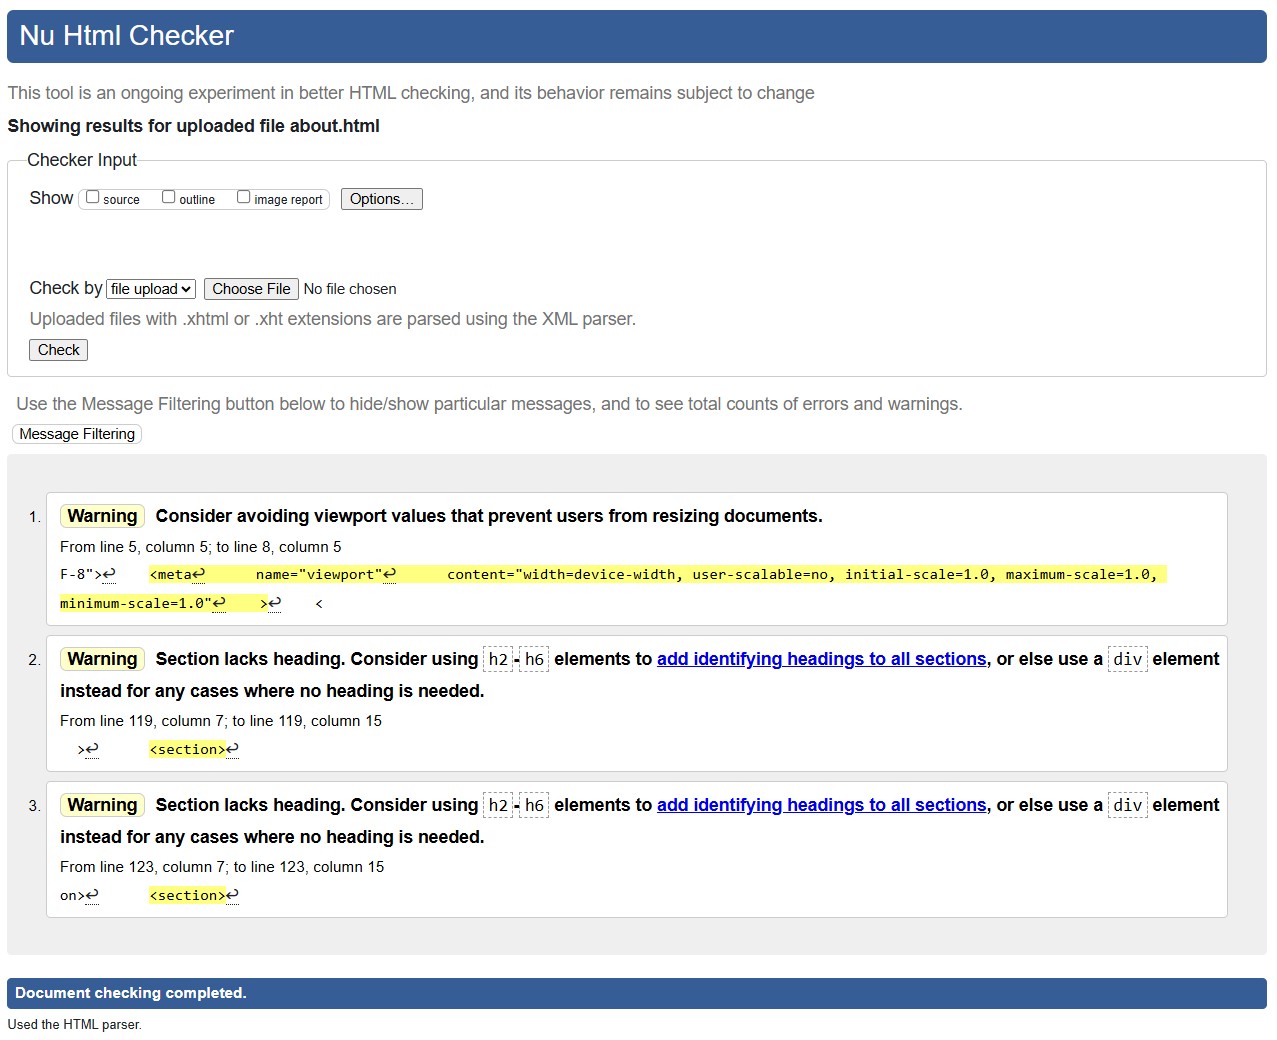 Nu Html Checker
This tool is an ongoing experiment in better HTML checking, and its behavior remains subject to change
Showing results for uploaded file about.html
Checker Input
Show source outline image report Options...
Check by file upload Choose File No file chosen
Uploaded files with .xhtml or .xht extensions are parsed using the XML parser.
Check
Use the Message Filtering button below to hide/show particular messages, and to see total counts of errors and warnings.
Message Filtering
1. Warning Consider avoiding viewport values that prevent users from resizing documents.
From line 5, column 5; to line 8, column 5
F-8">↩ <meta↩ name="viewport"↩ content="width=device-width, user-scalable=no, initial-scale=1.0, maximum-scale=1.0,
minimum-scale=1.0"↩ >↩ <
2. Warning Section lacks heading. Consider using h2-h6 elements to add identifying headings to all sections, or else use a div element
instead for any cases where no heading is needed.
From line 119, column 7; to line 119, column 15
>↩ <section>↩
3. Warning Section lacks heading. Consider using h2-h6 elements to add identifying headings to all sections, or else use a div element
instead for any cases where no heading is needed.
From line 123, column 7; to line 123, column 15
on>↩ <section>↩
Document checking completed.
Used the HTML parser.